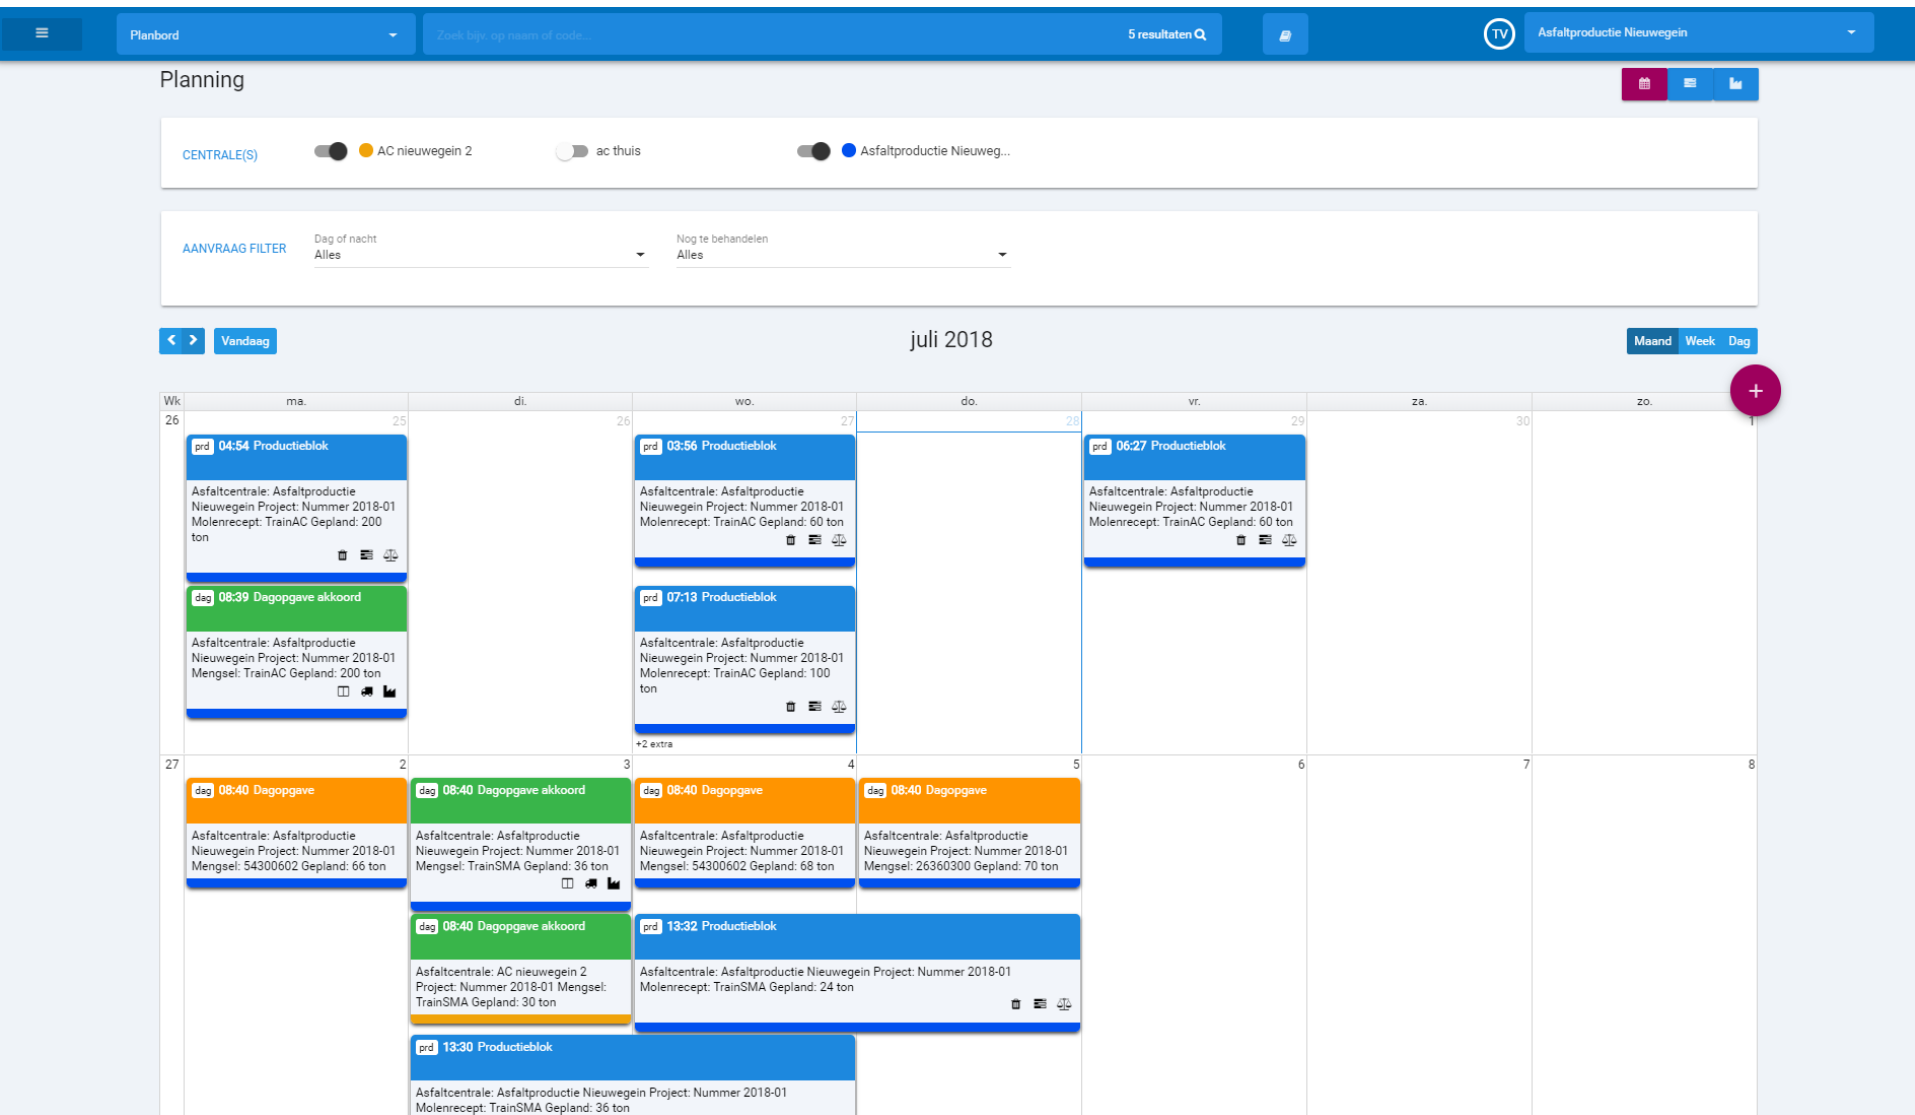 Planbord
Zoek bijv. op naam of code...
5 resultaten
TV
Asfaltproductie Nieuwegein
Planning
CENTRALE(S)
AC nieuwegein 2
ac thuis
Asfaltproductie Nieuweg...
AANVRAAG FILTER
Dag of nacht
Alles
Nog te behandelen
Alles
Vandaag
juli 2018
Maand Week Dag
+
Wk ma. di. wo. do. vr. za. zo.
26 25 26 27 28 29 30 1
prd 04:54 Productieblok
Asfaltcentrale: Asfaltproductie
Nieuwegein Project: Nummer 2018-01
Molenrecept: TrainAC Gepland: 200
ton
dag 08:39 Dagopgave akkoord
Asfaltcentrale: Asfaltproductie
Nieuwegein Project: Nummer 2018-01
Mengsel: TrainAC Gepland: 200 ton
prd 03:56 Productieblok
Asfaltcentrale: Asfaltproductie
Nieuwegein Project: Nummer 2018-01
Molenrecept: TrainAC Gepland: 60 ton
prd 07:13 Productieblok
Asfaltcentrale: Asfaltproductie
Nieuwegein Project: Nummer 2018-01
Molenrecept: TrainAC Gepland: 100
ton
+2 extra
prd 06:27 Productieblok
Asfaltcentrale: Asfaltproductie
Nieuwegein Project: Nummer 2018-01
Molenrecept: TrainAC Gepland: 60 ton
27 2 3 4 5 6 7 8
dag 08:40 Dagopgave
Asfaltcentrale: Asfaltproductie
Nieuwegein Project: Nummer 2018-01
Mengsel: 54300602 Gepland: 66 ton
dag 08:40 Dagopgave akkoord
Asfaltcentrale: Asfaltproductie
Nieuwegein Project: Nummer 2018-01
Mengsel: TrainSMA Gepland: 36 ton
dag 08:40 Dagopgave
Asfaltcentrale: Asfaltproductie
Nieuwegein Project: Nummer 2018-01
Mengsel: 54300602 Gepland: 68 ton
dag 08:40 Dagopgave
Asfaltcentrale: Asfaltproductie
Nieuwegein Project: Nummer 2018-01
Mengsel: 26360300 Gepland: 70 ton
dag 08:40 Dagopgave akkoord
Asfaltcentrale: AC nieuwegein 2
Project: Nummer 2018-01 Mengsel:
TrainSMA Gepland: 30 ton
prd 13:32 Productieblok
Asfaltcentrale: Asfaltproductie Nieuwegein Project: Nummer 2018-01
Molenrecept: TrainSMA Gepland: 24 ton
prd 13:30 Productieblok
Asfaltcentrale: Asfaltproductie Nieuwegein Project: Nummer 2018-01
Molenrecept: TrainSMA Gepland: 36 ton